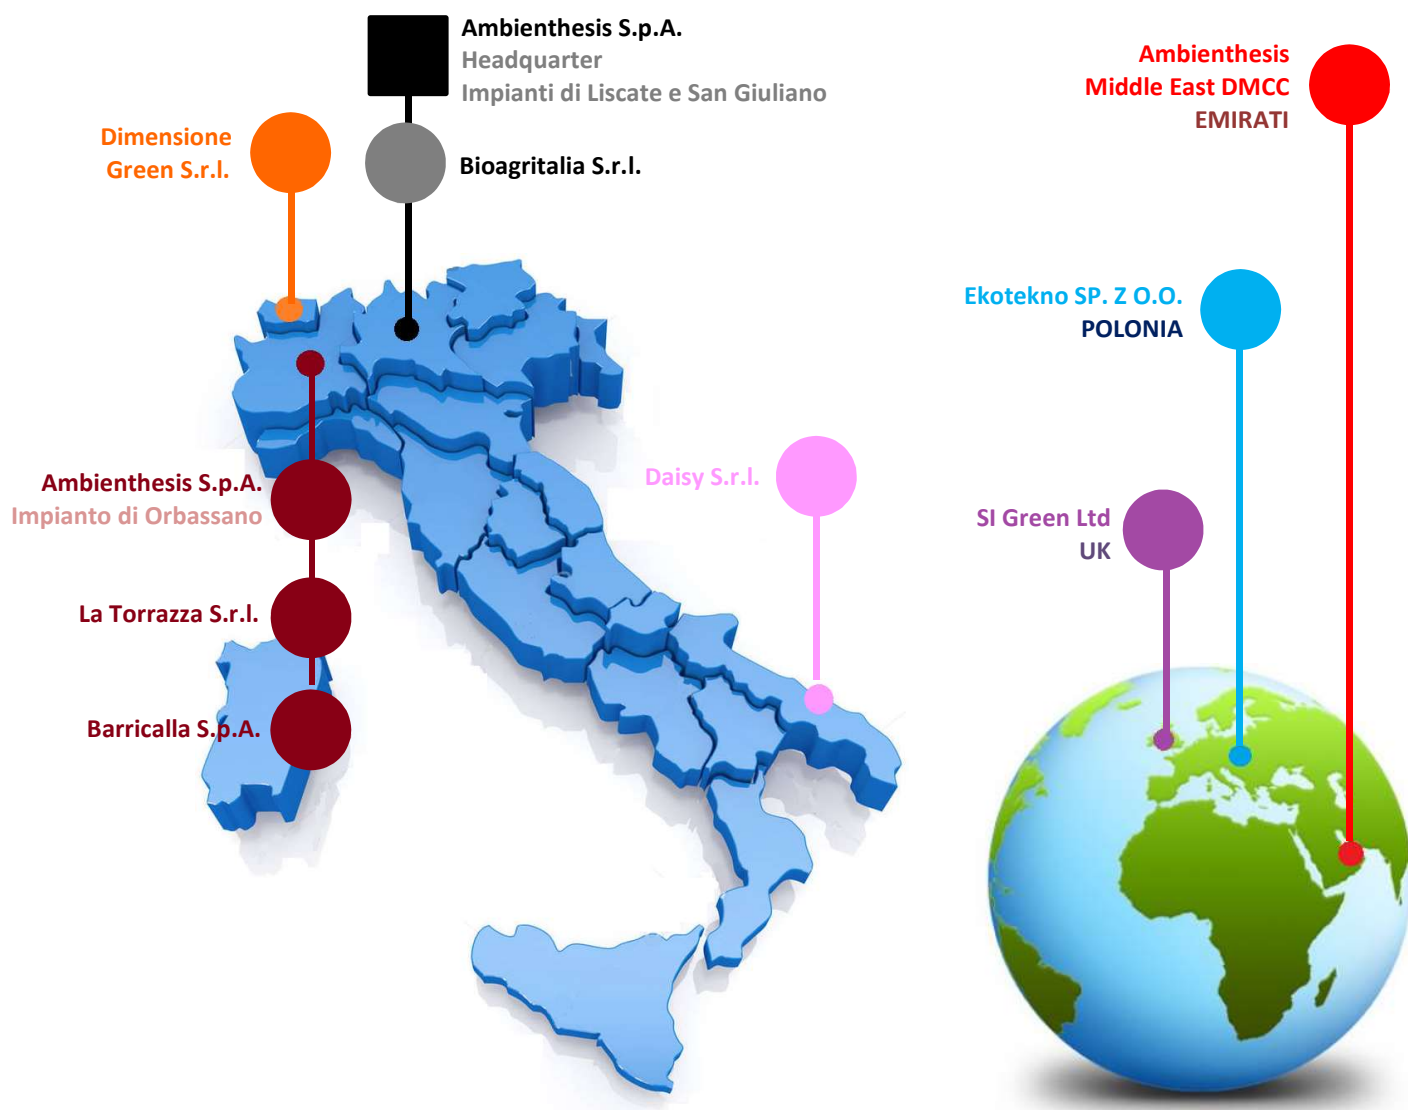 Ambienthesis S.p.A.
Headquarter
Impianti di Liscate e San Giuliano
Dimensione
Green S.r.l.
Bioagritalia S.r.l.
Ambienthesis S.p.A.
Impianto di Orbassano
La Torrazza S.r.l.
Barricalla S.p.A.
Daisy S.r.l.
Ambienthesis
Middle East DMCC
EMIRATI
Ekotekno SP. Z O.O.
POLONIA
SI Green Ltd
UK